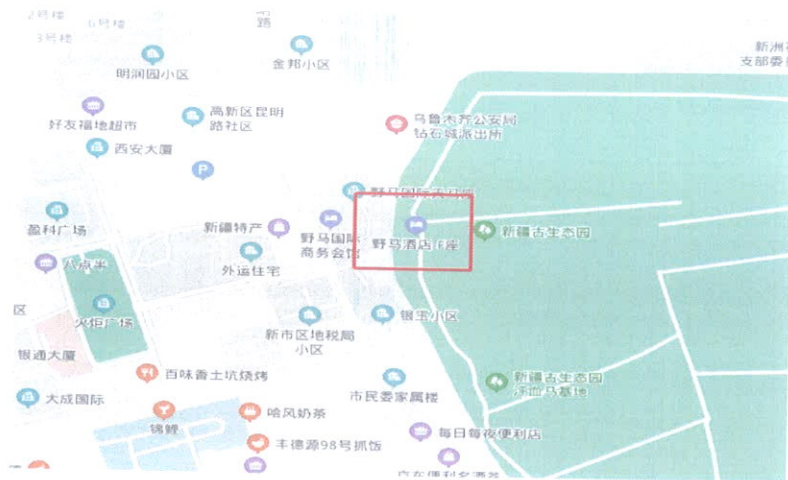 2号楼
6号楼
3号楼
路
明润园小区
金邦小区
新洲
支部委
好友福地超市
高新区昆明
路社区
乌鲁木齐公安局
钻石城派出所
西安大厦
P
盈科广场
新疆特产
野马国际
商务会馆
野马酒店
座
新疆古生态园
八点半
外运住宅
区
火炬广场
新市区地税局
小区
银玉小区
银通大厦
百味香土坑烧烤
市民委家属楼
新疆古生态园
汗血马基地
大成国际
锦鲤
哈风奶茶
每日每夜便利店
丰德源98号抓饭